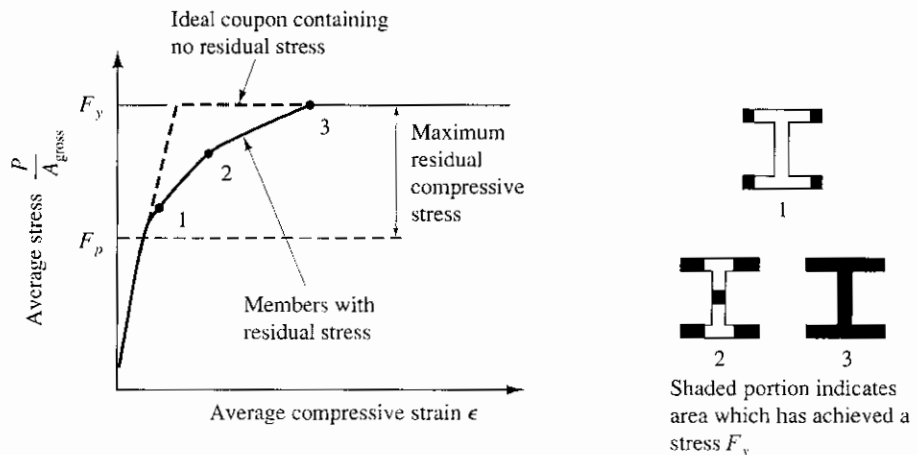 Ideal coupon containing
no residual stress
F_y
3
Maximum
residual
compressive
stress
2
1
F_p
Average stress P/A_gross
Members with
residual stress
Average compressive strain ϵ
1
2
3
Shaded portion indicates
area which has achieved a
stress F_y